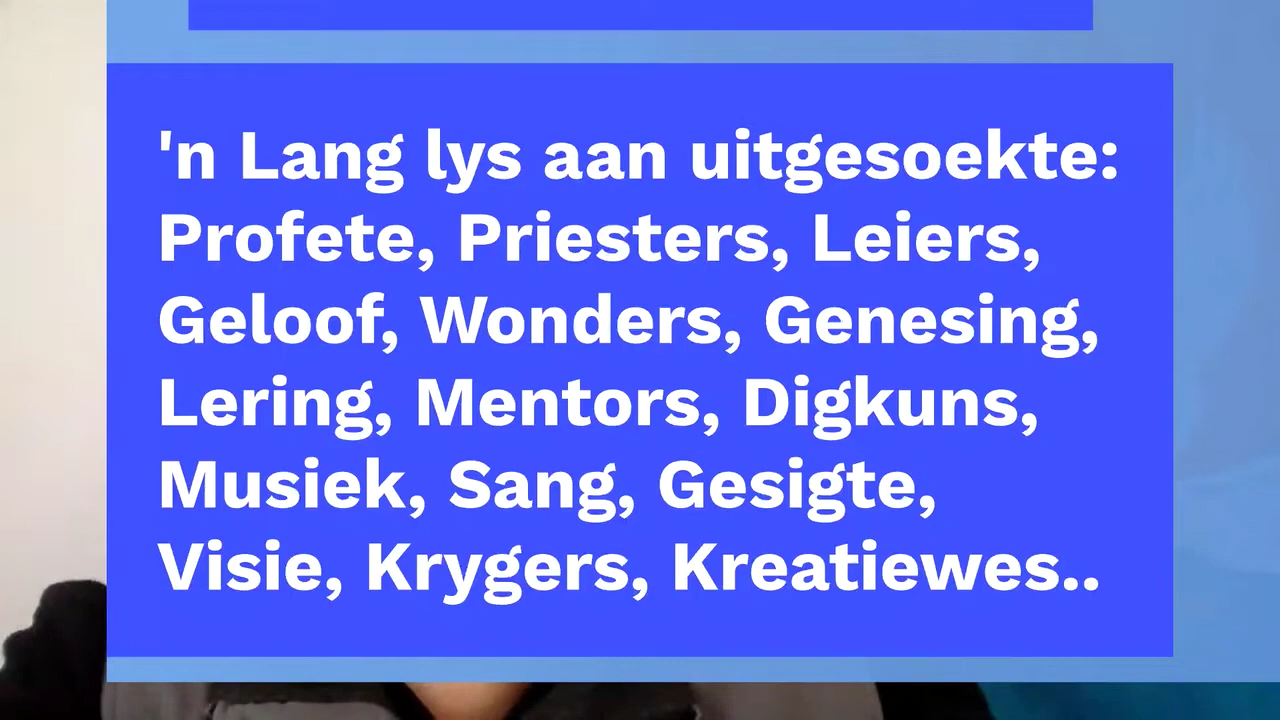 'n Lang lys aan uitgesoekte:
Profete, Priesters, Leiers,
Geloof, Wonders, Genesing,
Lering, Mentors, Digkuns,
Musiek, Sang, Gesigte,
Visie, Krygers, Kreatiewes..